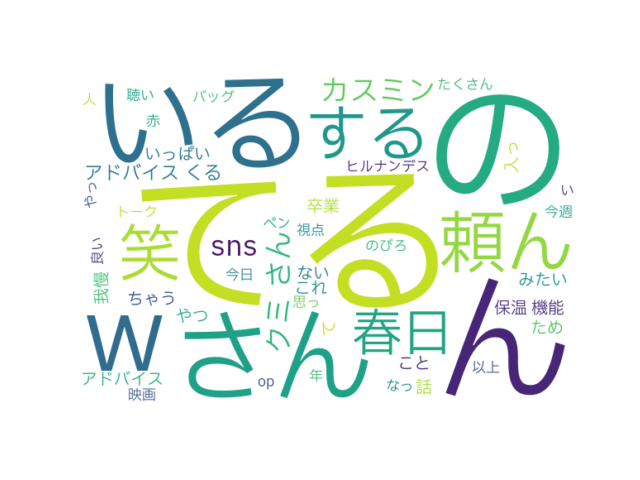 人 聴い バッグ いる カスミン たくさん の
赤 する
いっぱい ヒルナンデス 人っ
アドバイス くる い
やっ トーク てる 卒業 今週
良い 笑 sns ペン 視点 のびろ 頼ん
クミさん 今日 ない みたい
我慢 ちゃう これ
w やつ さん 思っ て 春日 保温 機能 ん
ため
アドバイス 年 こと 以上
映画 op なっ 話